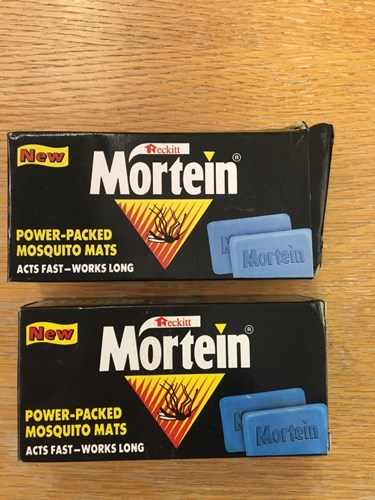 New
Reckitt
Mortein®
POWER-PACKED
MOSQUITO MATS
ACTS FAST—WORKS LONG
M
Mortein
New
Reckitt
Mortein®
POWER-PACKED
MOSQUITO MATS
ACTS FAST—WORKS LONG
M
Mortein